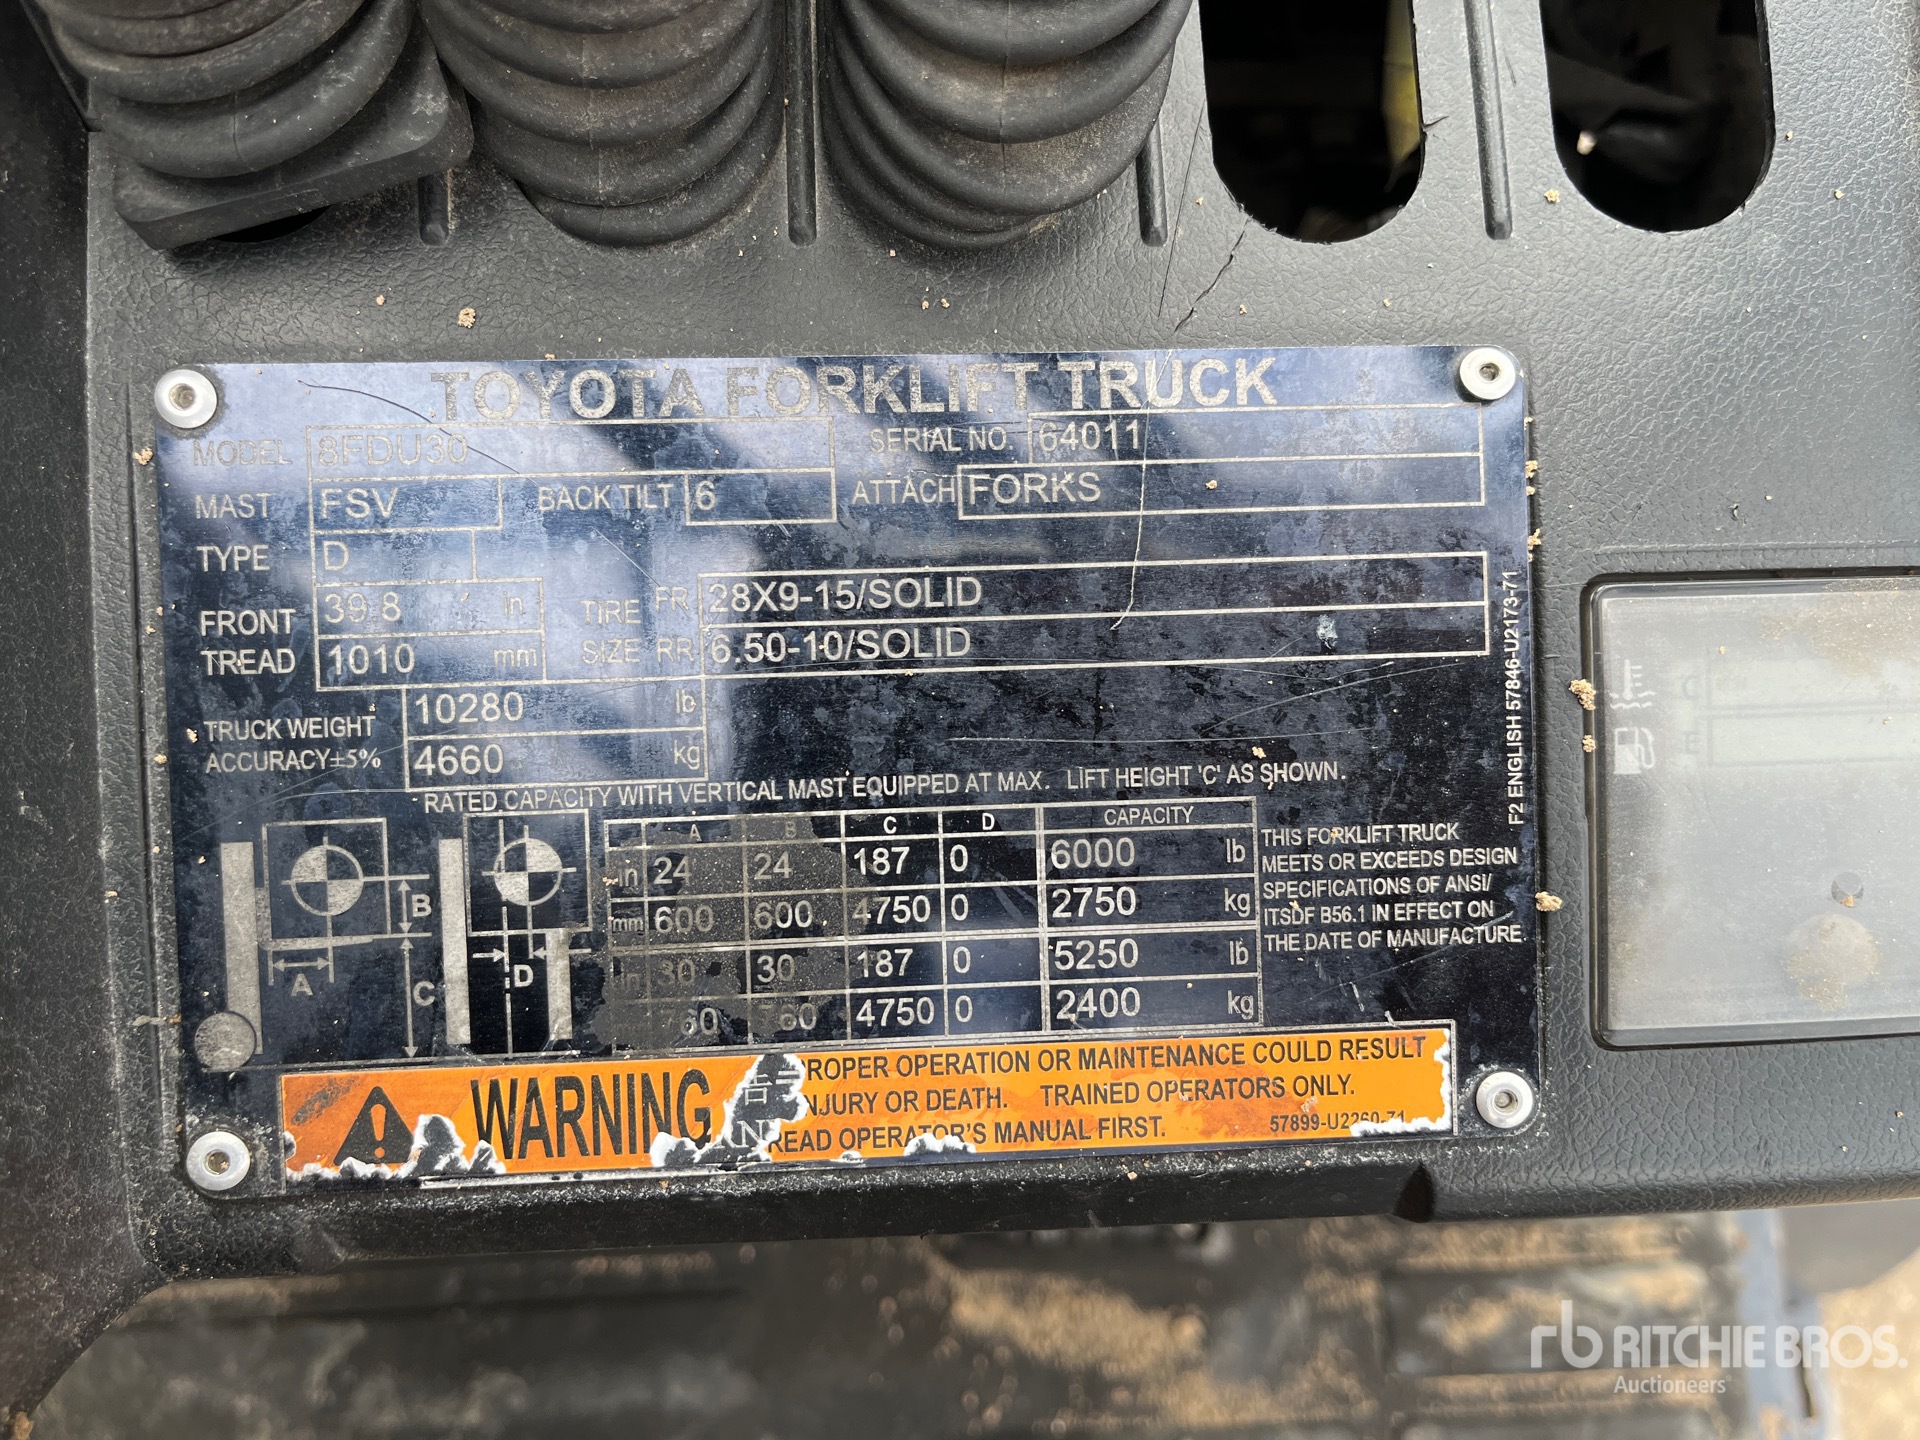 TOYOTA FORKLIFT TRUCK
MODEL 8FDU30 SERIAL NO. 64011
MAST FSV BACK TILT 6 ATTACH FORKS
TYPE D
FRONT TREAD 39.8 in TIRE SIZE FR 28X9-15/SOLID
1010 mm RR 6.50-10/SOLID
TRUCK WEIGHT 10280 lb
ACCURACY±5% 4660 kg
RATED CAPACITY WITH VERTICAL MAST EQUIPPED AT MAX. LIFT HEIGHT 'C' AS SHOWN.
A B C D CAPACITY
in 24 24 187 0 6000 lb
mm 600 600 4750 0 2750 kg
in 30 30 187 0 5250 lb
760 760 4750 0 2400 kg
B
A
C
D
THIS FORKLIFT TRUCK
MEETS OR EXCEEDS DESIGN
SPECIFICATIONS OF ANSI/
ITSDF B56.1 IN EFFECT ON
THE DATE OF MANUFACTURE.
F2 ENGLISH 57846-U2173-71
WARNING
ROPER OPERATION OR MAINTENANCE COULD RESULT
NJURY OR DEATH. TRAINED OPERATORS ONLY.
READ OPERATOR'S MANUAL FIRST. 57899-U2260-71
rb RITCHIE BROS.
Auctioneers